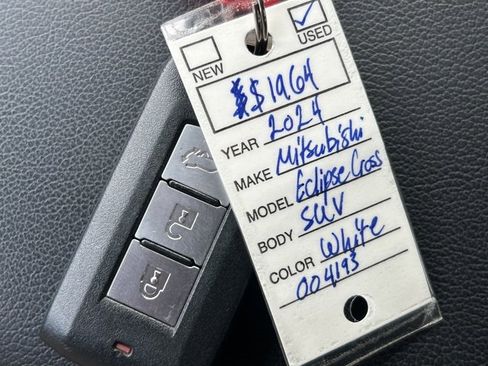 NEW ✓ USED
$1964
YEAR 2024
MAKE Mitsubishi
MODEL Eclipse Cross
BODY SUV
COLOR White
004193